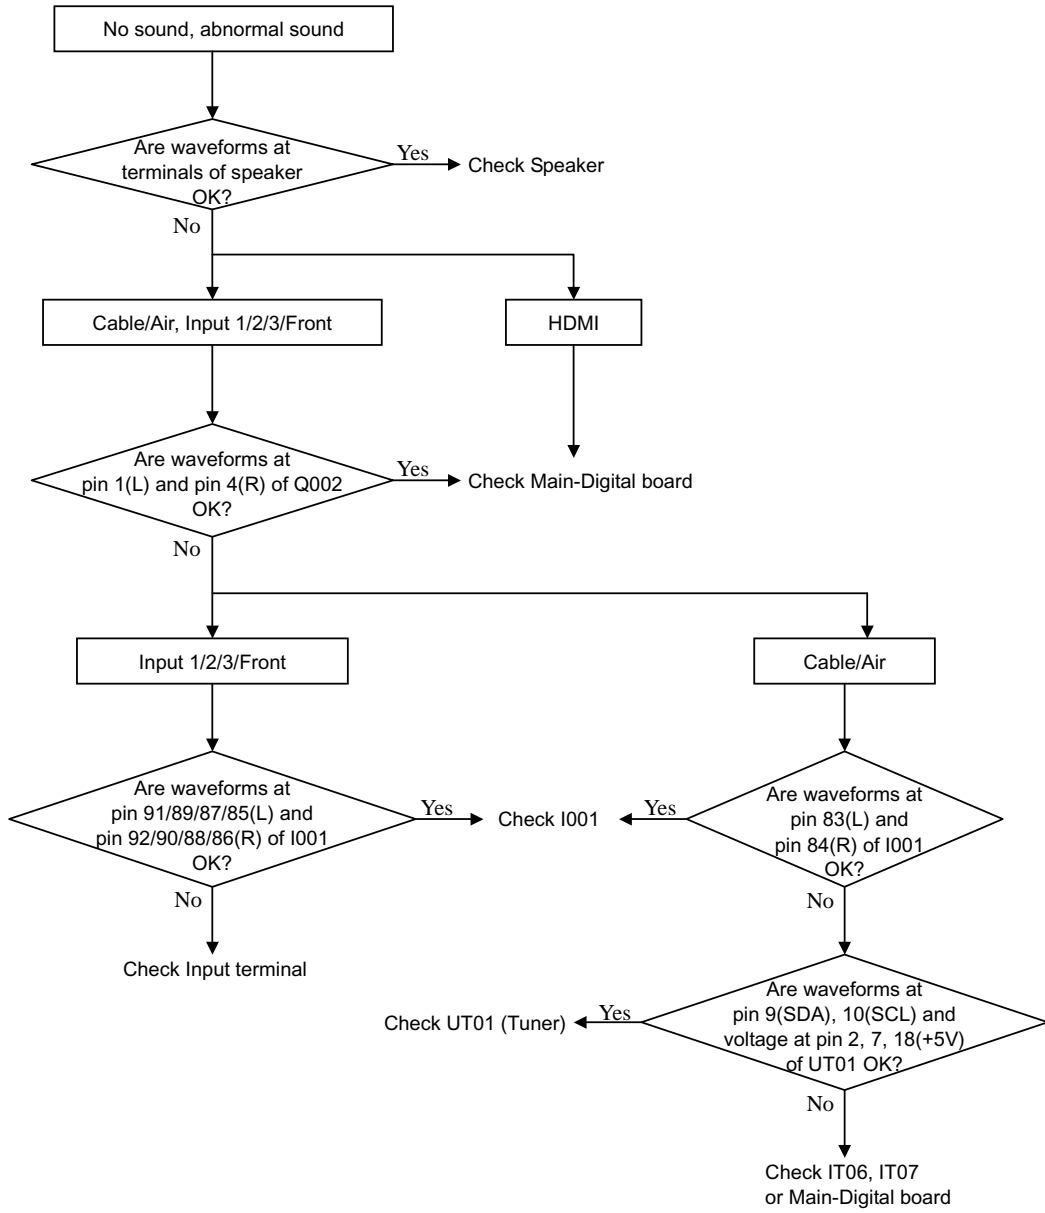 No sound, abnormal sound
Are waveforms at
terminals of speaker
OK?
Yes
Check Speaker
No
Cable/Air, Input 1/2/3/Front
HDMI
Are waveforms at
pin 1(L) and pin 4(R) of Q002
OK?
Yes
Check Main-Digital board
No
Input 1/2/3/Front
Cable/Air
Are waveforms at
pin 91/89/87/85(L) and
pin 92/90/88/86(R) of I001
OK?
Yes
Check I001
Yes
Are waveforms at
pin 83(L) and
pin 84(R) of I001
OK?
No
Check Input terminal
No
Are waveforms at
pin 9(SDA), 10(SCL) and
voltage at pin 2, 7, 18(+5V)
of UT01 OK?
Yes
Check UT01 (Tuner)
No
Check IT06, IT07
or Main-Digital board